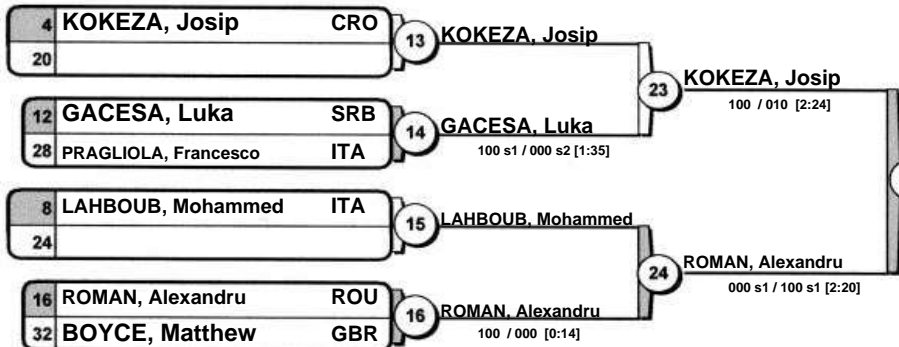 4 KOKEZA, Josip CRO
20
13 KOKEZA, Josip
12 GACESA, Luka SRB
28 PRAGLIOLA, Francesco ITA
14 GACESA, Luka
100 s1 / 000 s2 [1:35]
23 KOKEZA, Josip
100 / 010 [2:24]
8 LAHBOUB, Mohammed ITA
24
15 LAHBOUB, Mohammed
16 ROMAN, Alexandru ROU
32 BOYCE, Matthew GBR
16 ROMAN, Alexandru
100 / 000 [0:14]
24 ROMAN, Alexandru
000 s1 / 100 s1 [2:20]